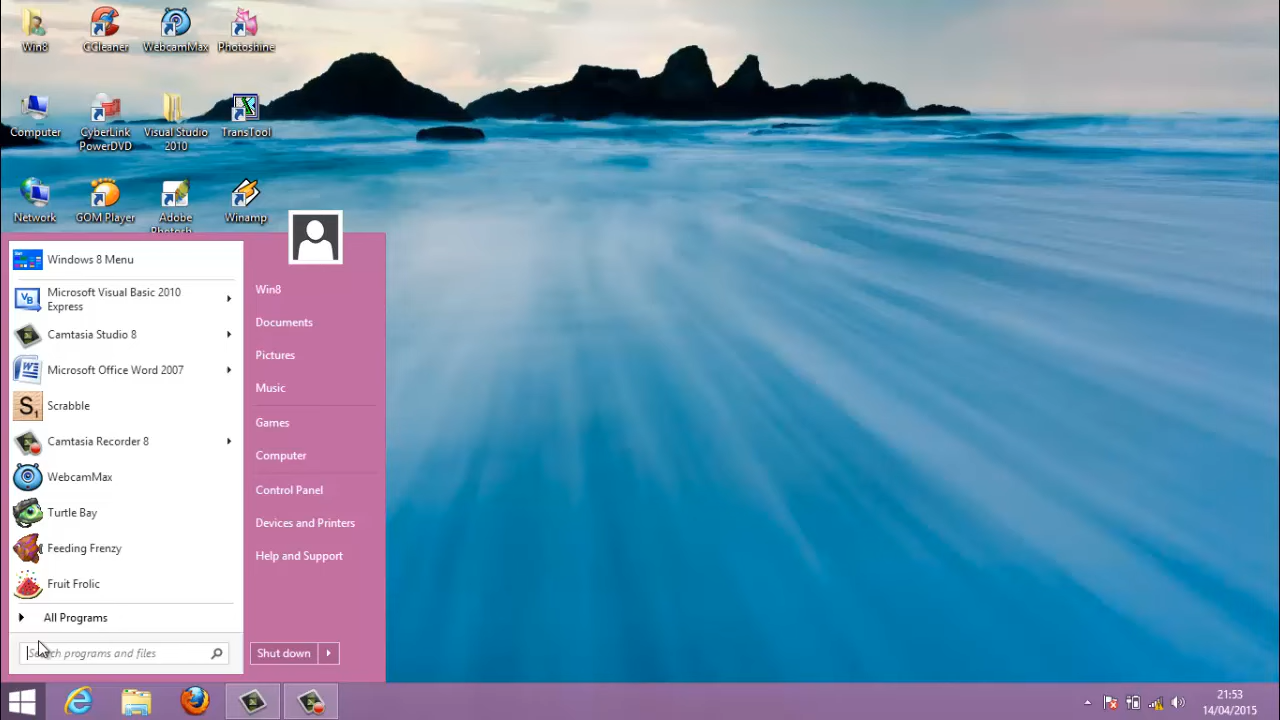 Win8
CCleaner
WebcamMax
Photoshine
Computer
CyberLink
PowerDVD
Visual Studio
2010
TransTool
Network
GOM Player
Adobe
Photosh...
Winamp
Windows 8 Menu
Microsoft Visual Basic 2010
Express
Camtasia Studio 8
Microsoft Office Word 2007
Scrabble
Camtasia Recorder 8
WebcamMax
Turtle Bay
Feeding Frenzy
Fruit Frolic
All Programs
Search programs and files
Win8
Documents
Pictures
Music
Games
Computer
Control Panel
Devices and Printers
Help and Support
Shut down
21:53
14/04/2015